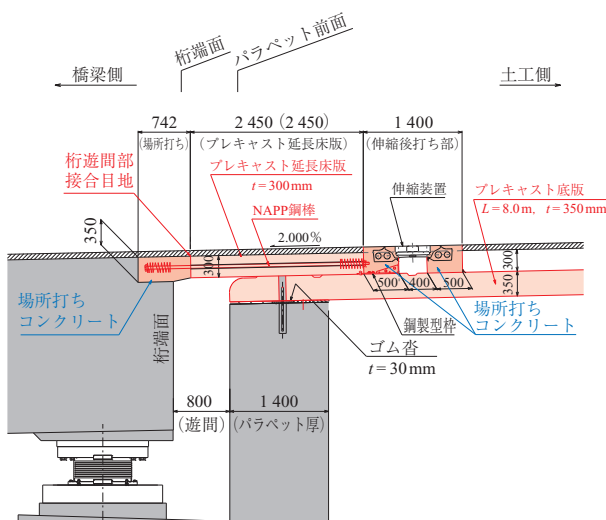 桁端面
パラペット前面
橋梁側
土工側
742
(場所打ち)
2 450 (2 450)
(プレキャスト延長床版)
1 400
(伸縮後打ち部)
桁遊間部
接合目地
プレキャスト延長床版
t=300mm
NAPP鋼棒
伸縮装置
プレキャスト底版
L=8.0m, t=350mm
350
2.000%
300
300
350
500
400
500
場所打ち
コンクリート
鋼製型枠
場所打ち
コンクリート
桁端面
ゴム沓
t=30mm
800
(遊間)
1 400
(パラペット厚)